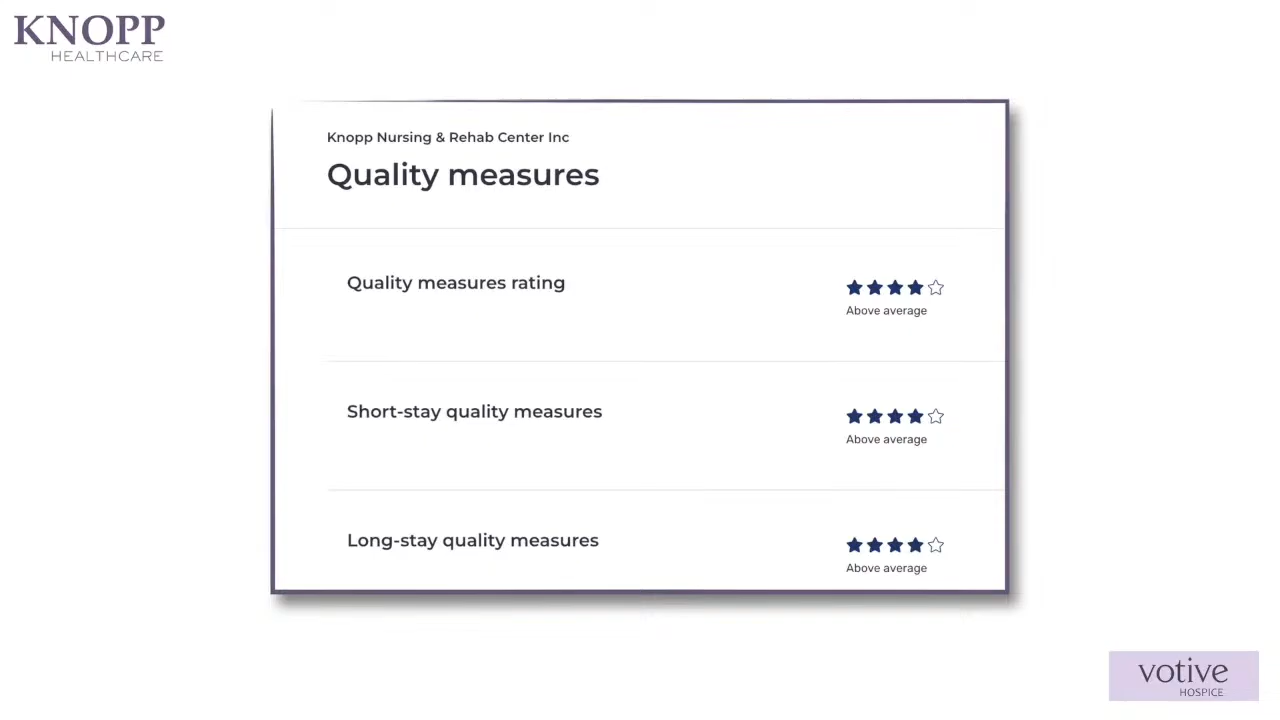 KNOPP
HEALTHCARE
Knopp Nursing & Rehab Center Inc
Quality measures
Quality measures rating
Above average
Short-stay quality measures
Above average
Long-stay quality measures
Above average
votive
HOSPICE